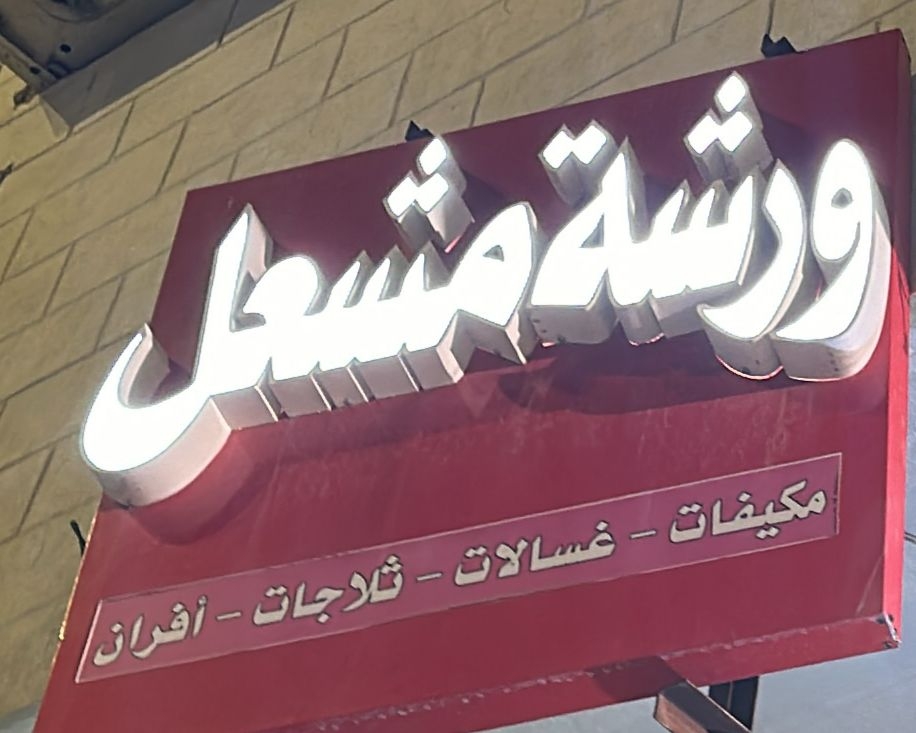 ورشة مشعل
مكيفات - غسالات - ثلاجات - أفران